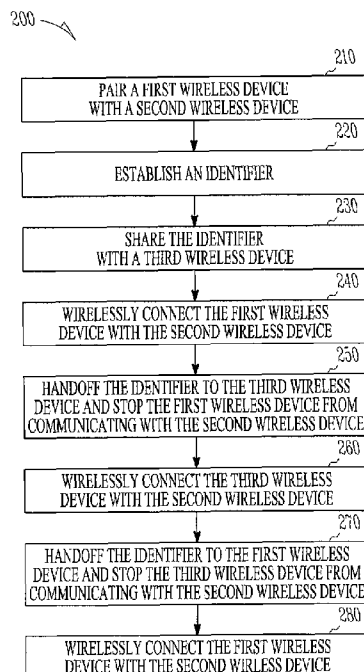 200
210
PAIR A FIRST WIRELESS DEVICE
WITH A SECOND WIRELESS DEVICE
220
ESTABLISH AN IDENTIFIER
230
SHARE THE IDENTIFIER
WITH A THIRD WIRELESS DEVICE
240
WIRELESSLY CONNECT THE FIRST WIRELESS
DEVICE WITH THE SECOND WIRELESS DEVICE
250
HANDOFF THE IDENTIFIER TO THE THIRD WIRELESS
DEVICE AND STOP THE FIRST WIRELESS DEVICE FROM
COMMUNICATING WITH THE SECOND WIRELESS DEVICE
260
WIRELESSLY CONNECT THE THIRD WIRELESS
DEVICE WITH THE SECOND WIRELESS DEVICE
270
HANDOFF THE IDENTIFIER TO THE FIRST WIRELESS
DEVICE AND STOP THE THIRD WIRELESS DEVICE FROM
COMMUNICATING WITH THE SECOND WIRELESS DEVICE
280
WIRELESSLY CONNECT THE FIRST WIRELESS
DEVICE WITH THE SECOND WIRLESS DEVICE